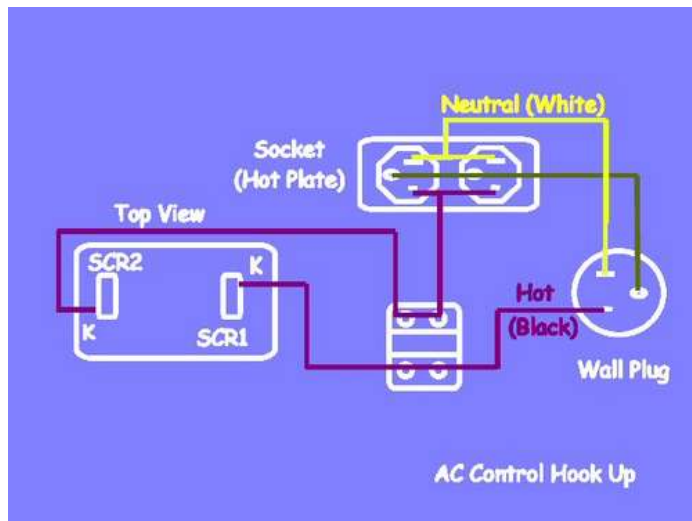 Neutral (White)
Socket
(Hot Plate)
Top View
SCR2
K
K
SCR1
Hot
(Black)
Wall Plug
AC Control Hook Up